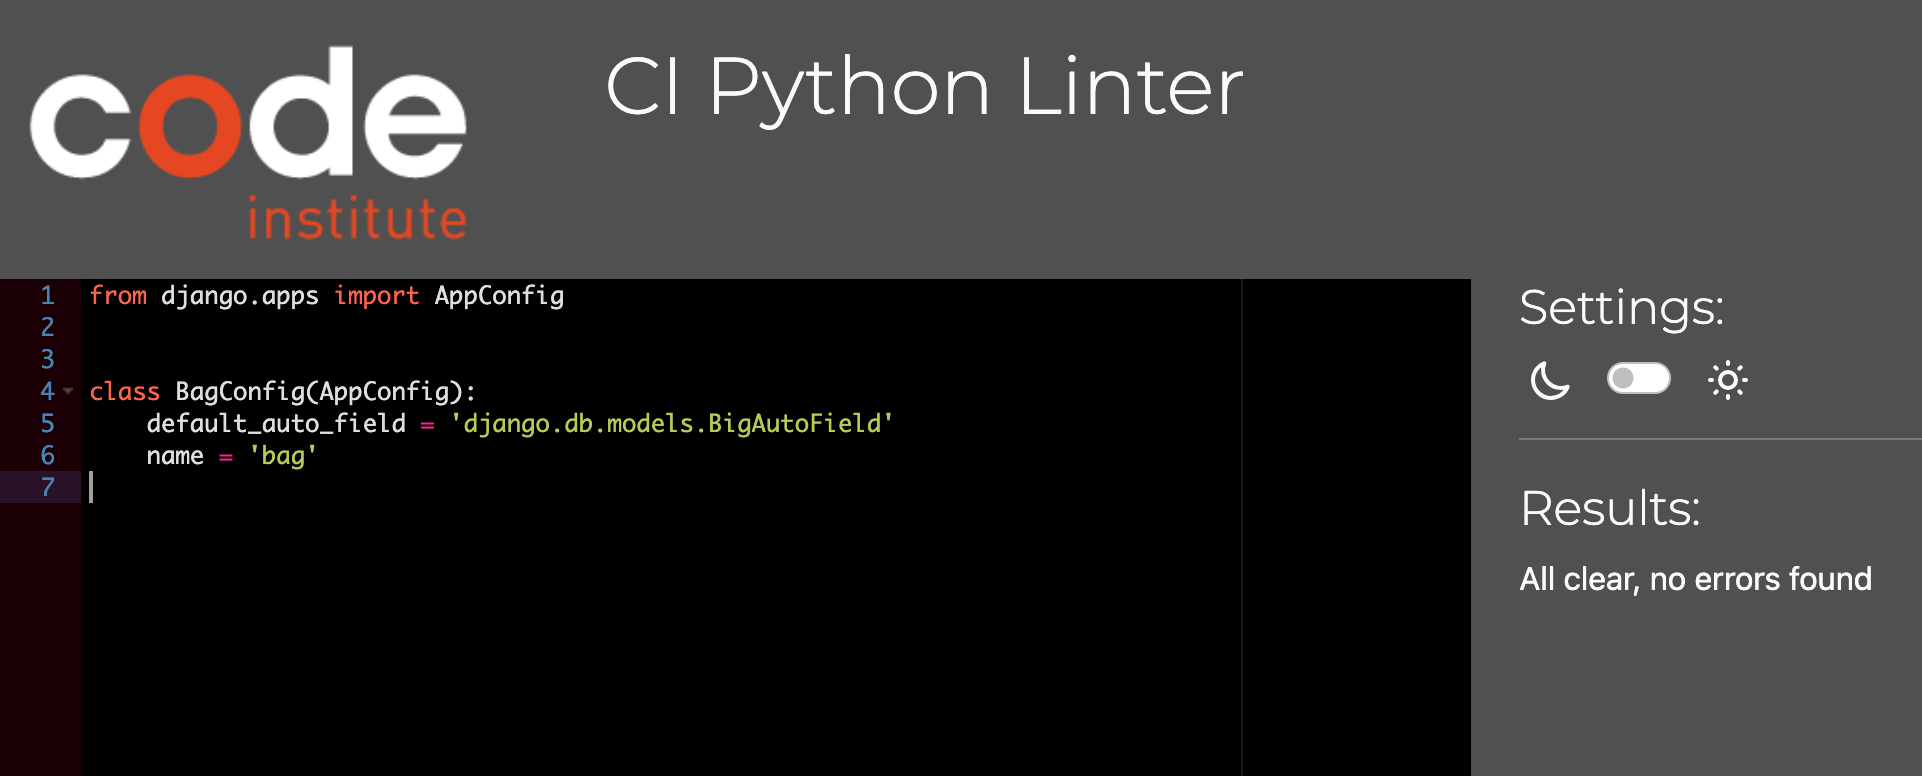 code
institute
CI Python Linter
1 from django.apps import AppConfig
2
3
4 class BagConfig(AppConfig):
5     default_auto_field = 'django.db.models.BigAutoField'
6     name = 'bag'
7
Settings:
Results:
All clear, no errors found